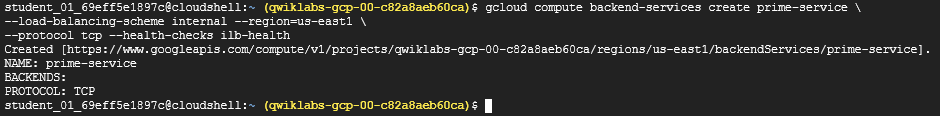 student_01_69eff5e1897c@cloudshell:~ (qwiklabs-gcp-00-c82a8aeb60ca)$ gcloud compute backend-services create prime-service \
--load-balancing-scheme internal --region=us-east1 \
--protocol tcp --health-checks ilb-health
Created [https://www.googleapis.com/compute/v1/projects/qwiklabs-gcp-00-c82a8aeb60ca/regions/us-east1/backendServices/prime-service].
NAME: prime-service
BACKENDS:
PROTOCOL: TCP
student_01_69eff5e1897c@cloudshell:~ (qwiklabs-gcp-00-c82a8aeb60ca)$